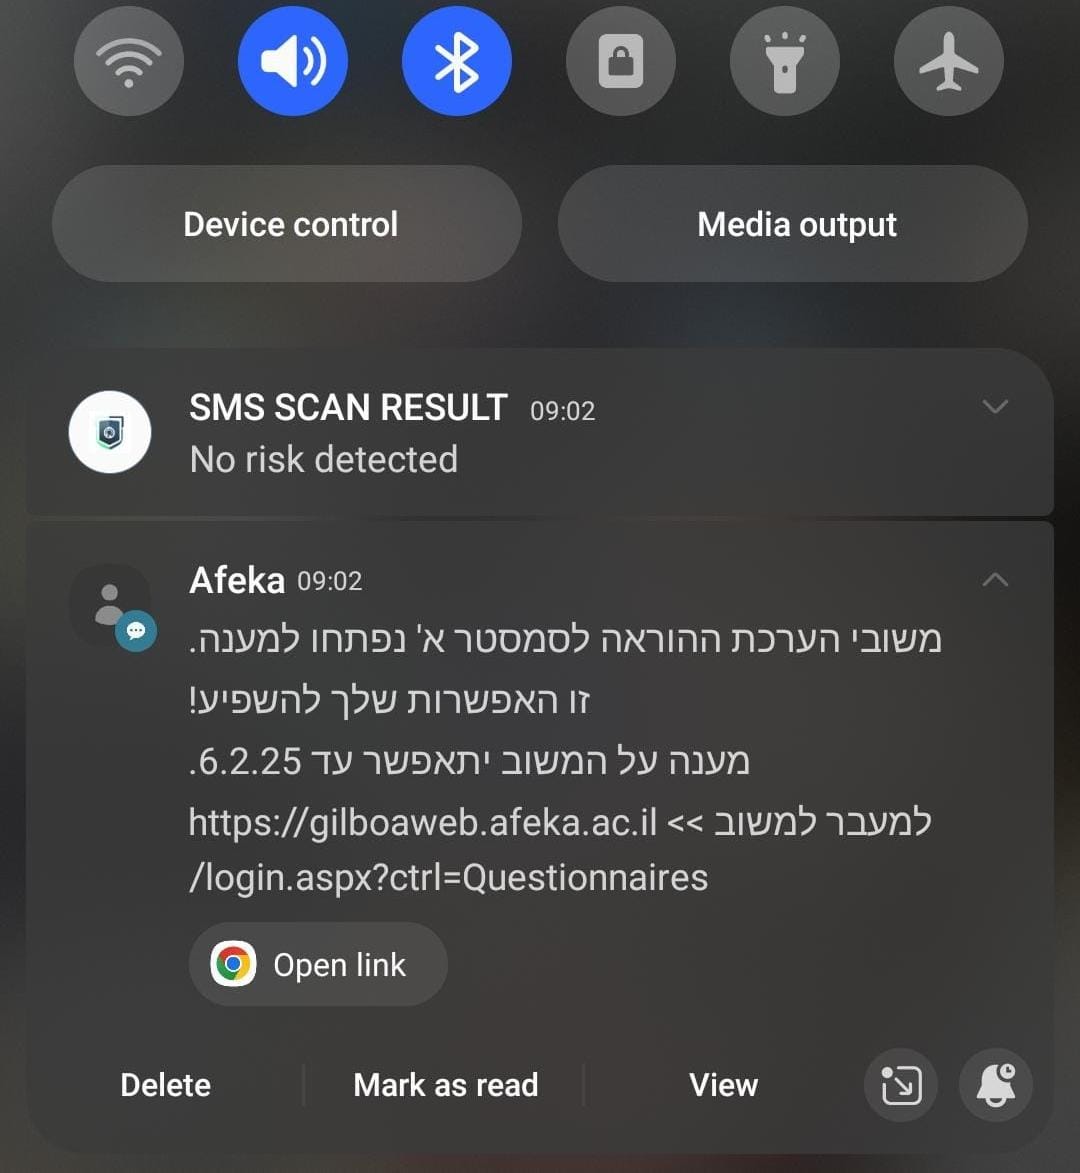 Device control
Media output
SMS SCAN RESULT 09:02
No risk detected
Afeka 09:02
משובי הערכת ההוראה לסמסטר א' נפתחו למענה.
זו האפשרות שלך להשפיע!
מענה על המשוב יתאפשר עד 6.2.25.
למעבר למשוב >> https://gilboaweb.afeka.ac.il
/login.aspx?ctrl=Questionnaires
Open link
Delete
Mark as read
View